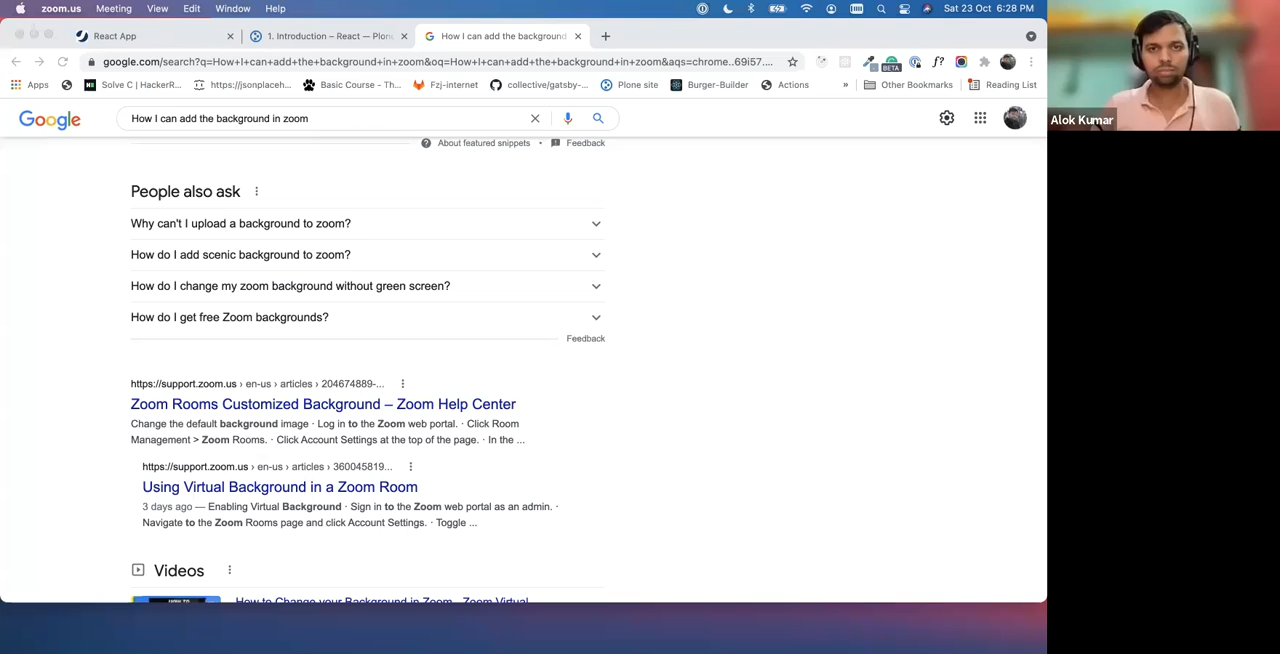 zoom.us Meeting View Edit Window Help Sat 23 Oct 6:28 PM
React App 1. Introduction – React — Plon How I can add the background
google.com/search?q=How+I+can+add+the+background+in+zoom&oq=How+I+can+add+the+background+in+zoom&aqs=chrome..69i57.... BETA f?
Apps Solve C | HackerR... https://jsonplaceh... Basic Course - Th... Fzj-internet collective/gatsby-... Plone site Burger-Builder Actions » Other Bookmarks Reading List
Alok Kumar
Google How I can add the background in zoom
About featured snippets • Feedback
People also ask
Why can't I upload a background to zoom?
How do I add scenic background to zoom?
How do I change my zoom background without green screen?
How do I get free Zoom backgrounds?
Feedback
https://support.zoom.us › en-us › articles › 204674889-...
Zoom Rooms Customized Background – Zoom Help Center
Change the default background image · Log in to the Zoom web portal. · Click Room
Management > Zoom Rooms. · Click Account Settings at the top of the page. · In the ...
https://support.zoom.us › en-us › articles › 360045819...
Using Virtual Background in a Zoom Room
3 days ago — Enabling Virtual Background · Sign in to the Zoom web portal as an admin. ·
Navigate to the Zoom Rooms page and click Account Settings. · Toggle ...
Videos
How to Change your Background in Zoom - Zoom Virtual